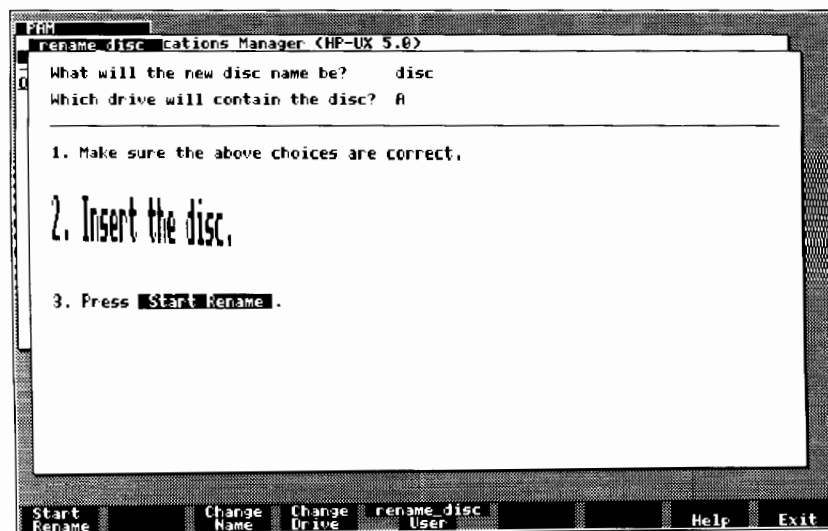 PAM
rename_disc cations Manager (HP-UX 5.0)
What will the new disc name be? disc
Which drive will contain the disc? A
1. Make sure the above choices are correct.
2. Insert the disc.
3. Press Start Rename .
Start Rename
Change Name
Change Drive
rename_disc User
Help
Exit